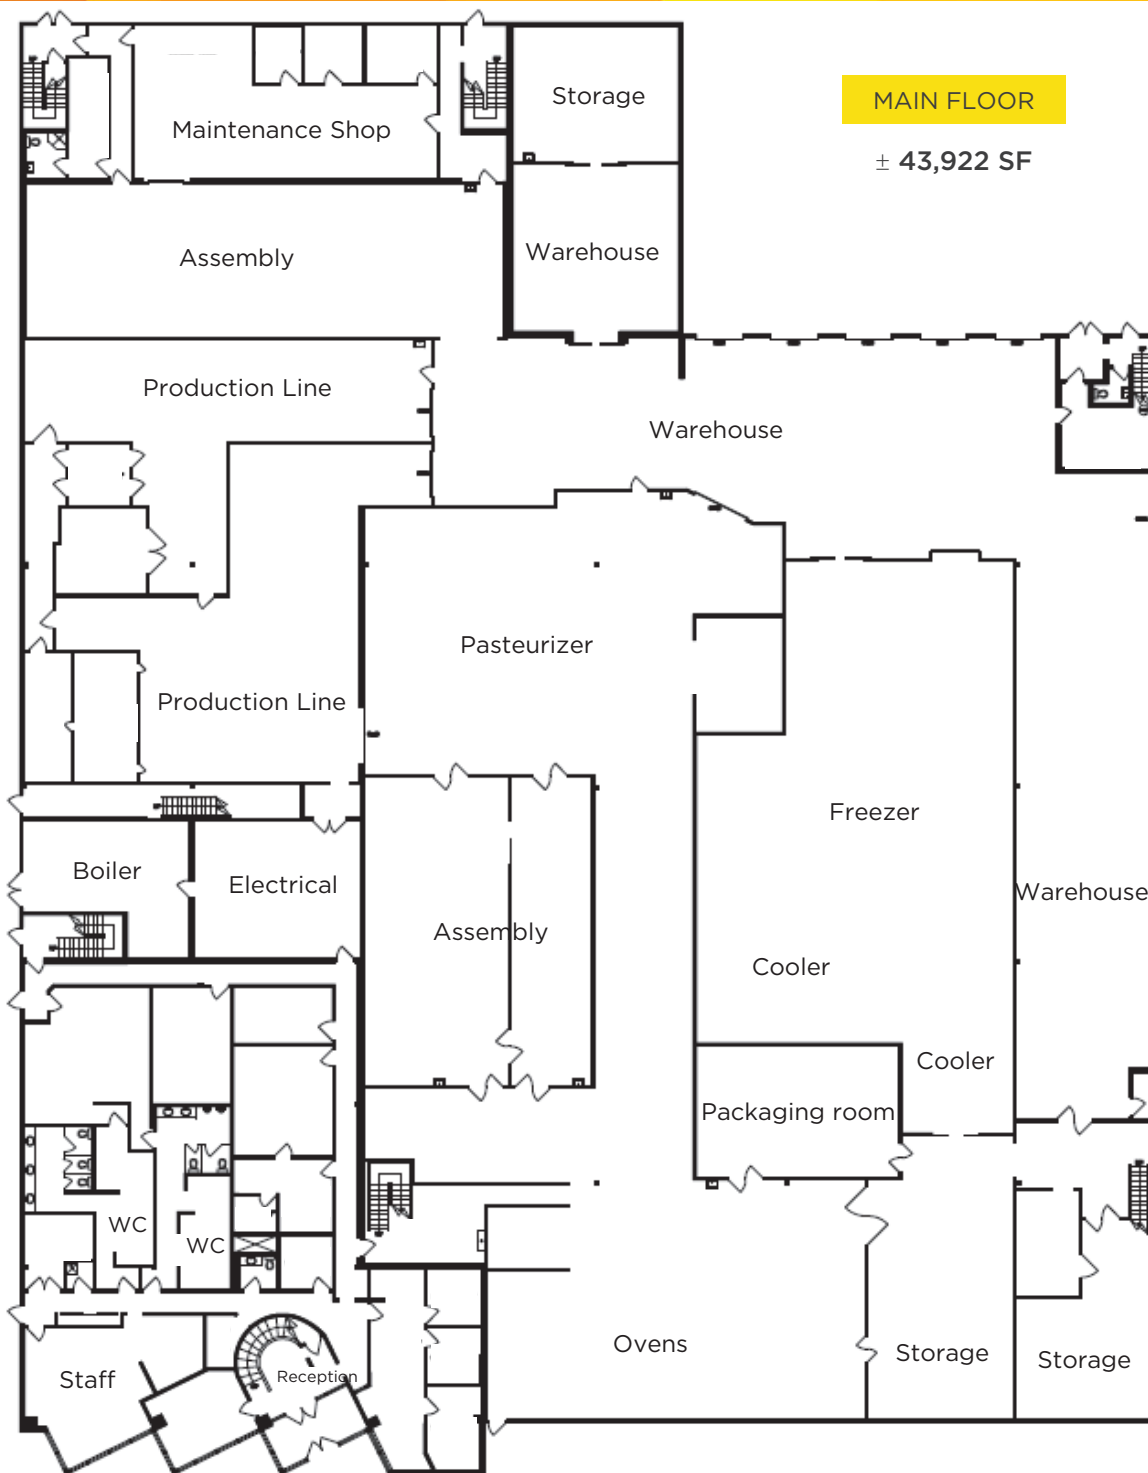 Storage
MAIN FLOOR
Maintenance Shop
± 43,922 SF
Assembly
Warehouse
Production Line
Warehouse
Pasteurizer
Production Line
Freezer
Boiler
Electrical
Warehouse
Assembly
Cooler
Cooler
Packaging room
WC
WC
Ovens
Storage
Storage
Staff
Reception